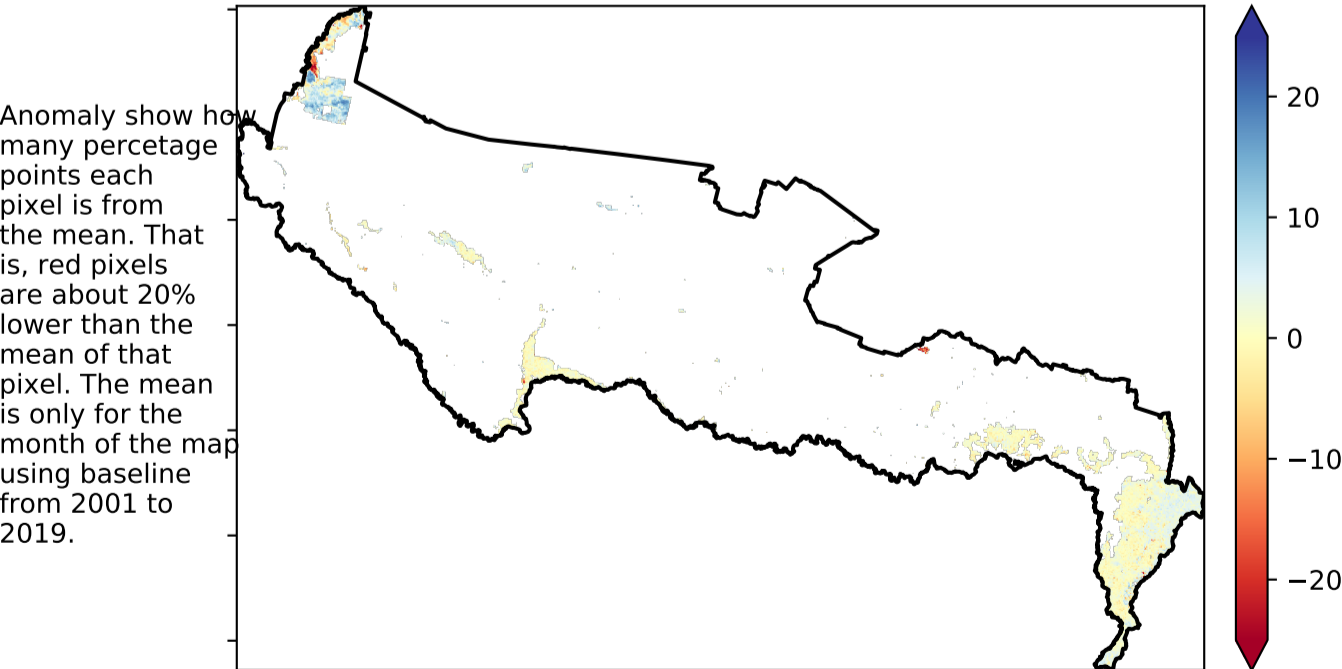 Anomaly show how
many percetage
points each
pixel is from
the mean. That
is, red pixels
are about 20%
lower than the
mean of that
pixel. The mean
is only for the
month of the map
using baseline
from 2001 to
2019.
20
10
0
−10
−20